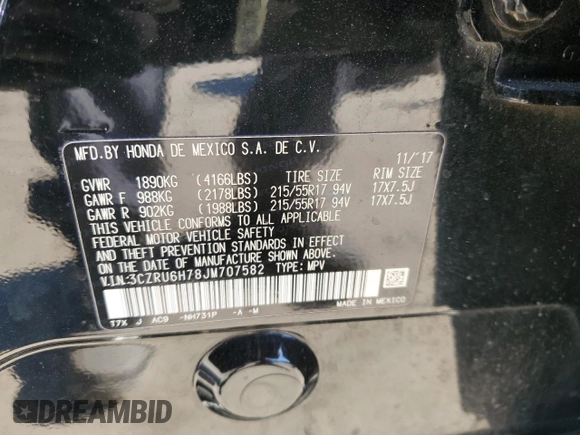 MFD.BY HONDA DE MEXICO S.A. DE C.V. 11/'17
GVWR 1890KG (4166LBS) TIRE SIZE RIM SIZE
GAWR F 988KG (2178LBS) 215/55R17 94V 17X7.5J
GAWR R 902KG (1988LBS) 215/55R17 94V 17X7.5J
THIS VEHICLE CONFORMS TO ALL APPLICABLE
FEDERAL MOTOR VEHICLE SAFETY
AND THEFT PREVENTION STANDARDS IN EFFECT
ON THE DATE OF MANUFACTURE SHOWN ABOVE.
V.I.N. 3CZRU6H78JM707582 TYPE: MPV
MADE IN MEXICO
T7X J AC9 -NH731P -A -M
DREAMBID